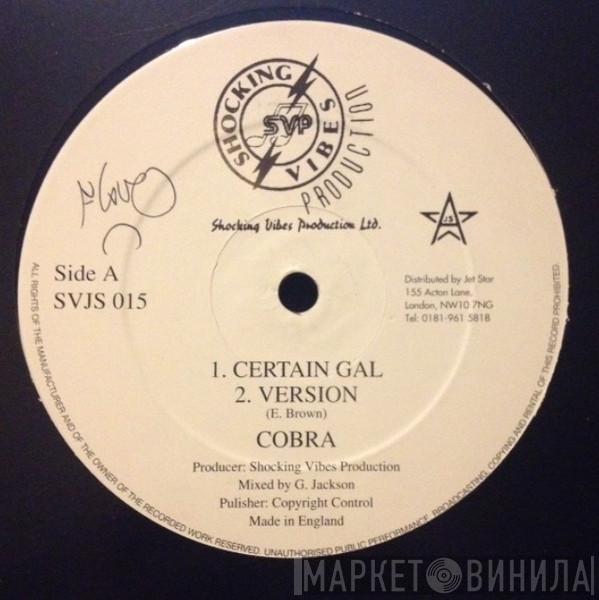 SHOCKING VIBES PRODUCTION
SVP
Shocking Vibes Production Ltd.
JS
Side A
SVJS 015
Distributed by Jet Star
155 Acton Lane,
London, NW10 7NG
Tel: 0181-961 5818
1. CERTAIN GAL
2. VERSION
(E. Brown)
COBRA
Producer: Shocking Vibes Production
Mixed by G. Jackson
Pulisher: Copyright Control
Made in England
ALL RIGHTS OF THE MANUFACTURER AND OF THE OWNER OF THE RECORDED WORK RESERVED. UNAUTHORISED PUBLIC PERFORMANCE, BROADCASTING, COPYING AND RENTAL OF THIS RECORD PROHIBITED.
МАРКЕТ ВИНИЛА